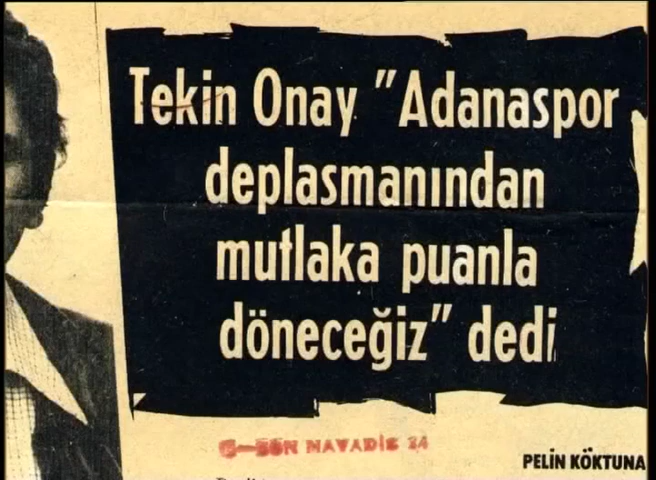 Tekin Onay "Adanaspor
deplasmanından
mutlaka puanla
döneceğiz" dedi
SON HAVADİS 24
PELİN KÖKTUNA